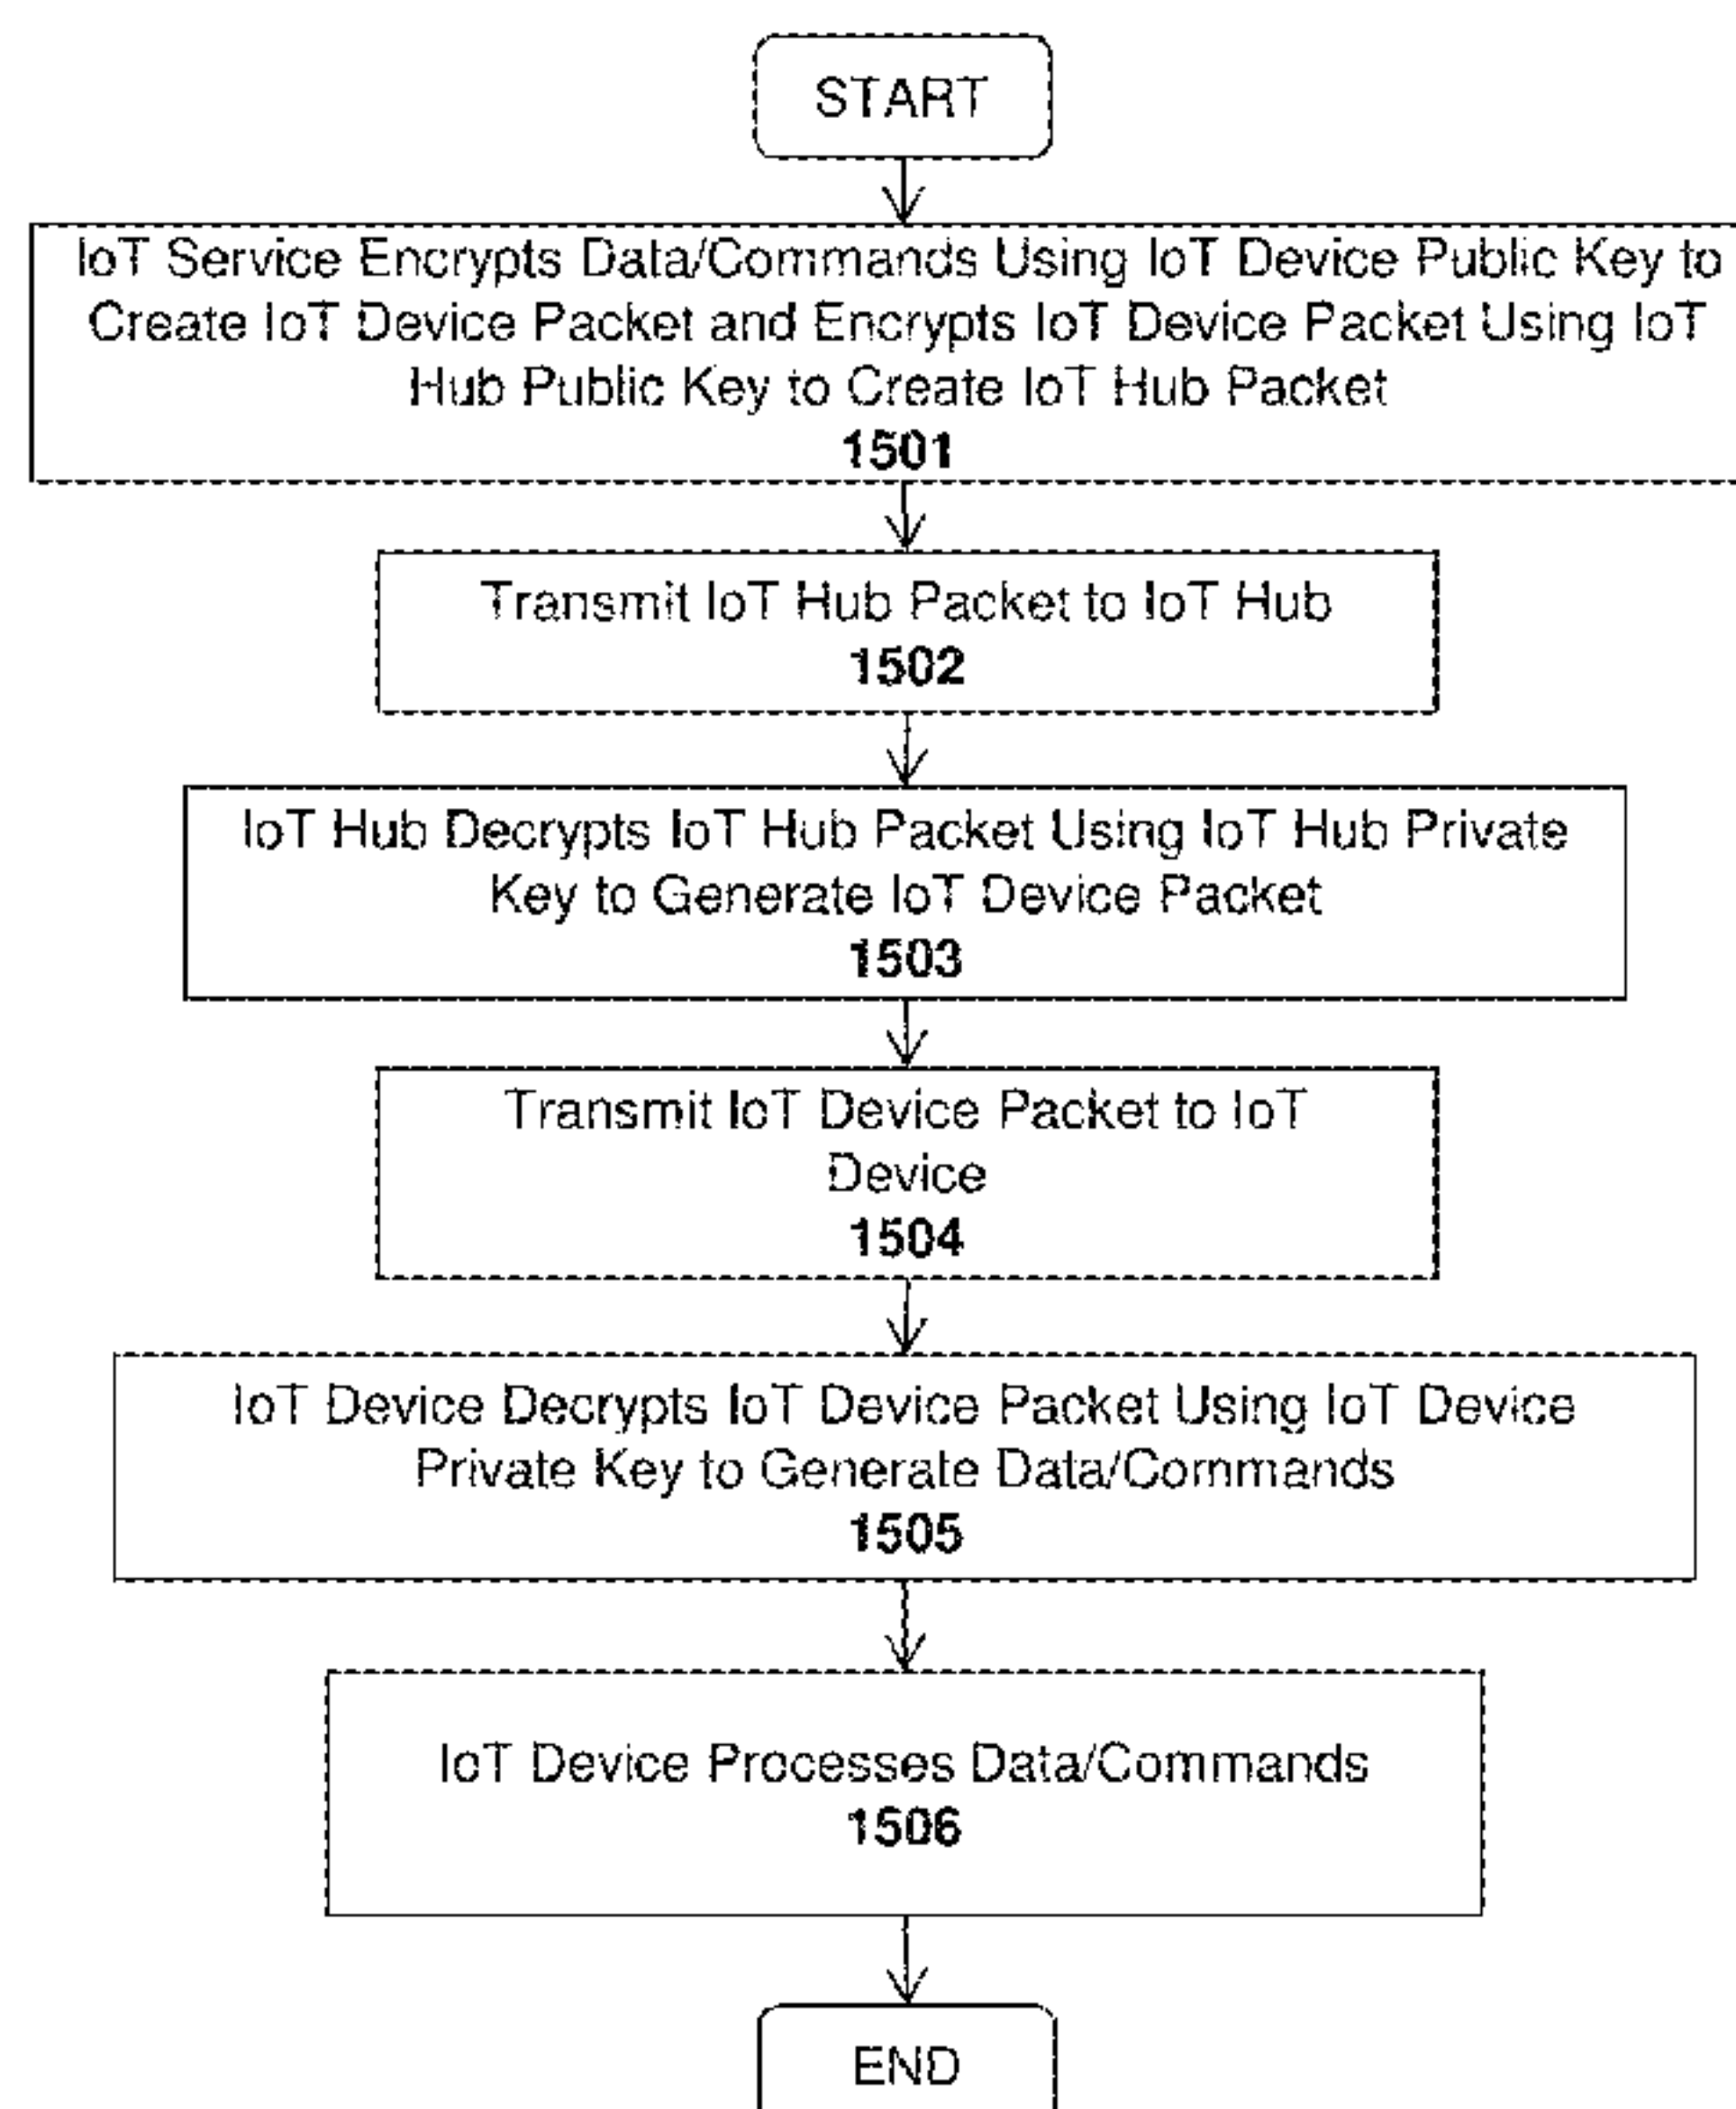 START
IoT Service Encrypts Data/Commands Using IoT Device Public Key to
Create IoT Device Packet and Encrypts IoT Device Packet Using IoT
Hub Public Key to Create IoT Hub Packet
1501
Transmit IoT Hub Packet to IoT Hub
1502
IoT Hub Decrypts IoT Hub Packet Using IoT Hub Private
Key to Generate IoT Device Packet
1503
Transmit IoT Device Packet to IoT
Device
1504
IoT Device Decrypts IoT Device Packet Using IoT Device
Private Key to Generate Data/Commands
1505
IoT Device Processes Data/Commands
1506
END